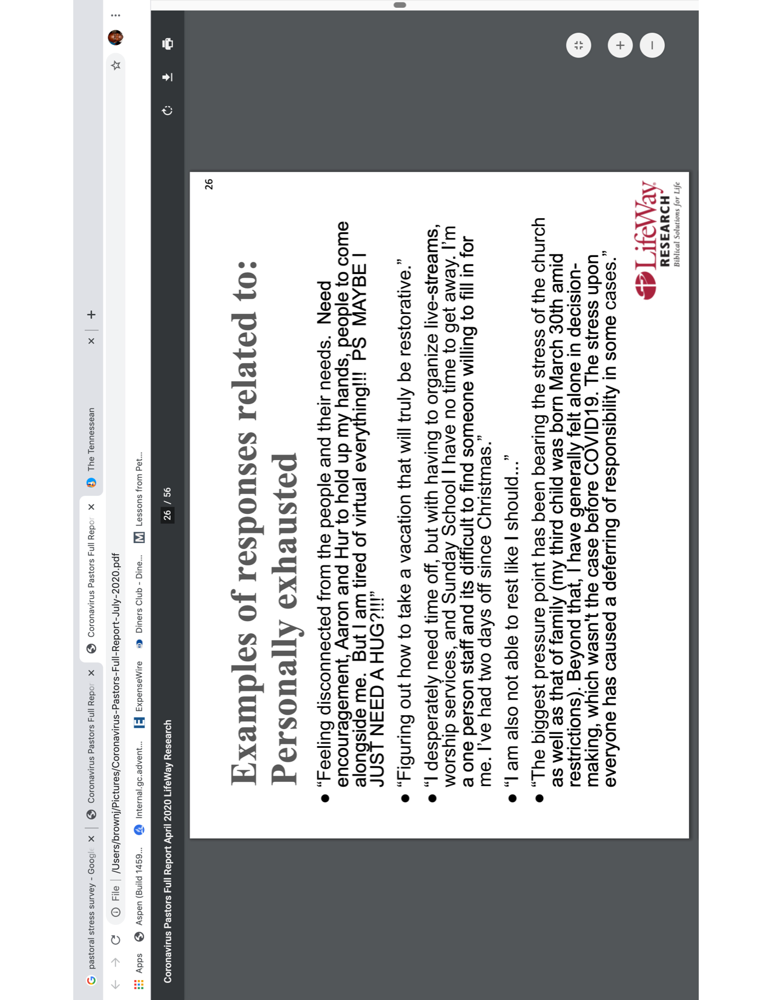 pastoral stress survey - Google
Coronavirus Pastors Full Repor
Coronavirus Pastors Full Repor
The Tennessean
File
/Users/brownj/Pictures/Coronavirus-Pastors-Full-Report-July-2020.pdf
Apps
Aspen (Build 1459...
Internal.gc.advent...
E ExpenseWire
Diners Club - Dine...
M Lessons from Pet...
Coronavirus Pastors Full Report April 2020 LifeWay Research
26 / 56
26
Examples of responses related to:
Personally exhausted
● “Feeling disconnected from the people and their needs.  Need
encouragement, Aaron and Hur to hold up my hands, people to come
alongside me.  But I am tired of virtual everything!!!  PS  MAYBE I
JUST NEED A HUG?!!!”
● “Figuring out how to take a vacation that will truly be restorative.”
● “I desperately need time off, but with having to organize live-streams,
worship services, and Sunday School I have no time to get away. I’m
a one person staff and its difficult to find someone willing to fill in for
me. I’ve had two days off since Christmas.”
● “I am also not able to rest like I should...”
● “The biggest pressure point has been bearing the stress of the church
as well as that of family (my third child was born March 30th amid
restrictions). Beyond that, I have generally felt alone in decision-
making, which wasn't the case before COVID19. The stress upon
everyone has caused a deferring of responsibility in some cases.”
LifeWay
RESEARCH
Biblical Solutions for Life